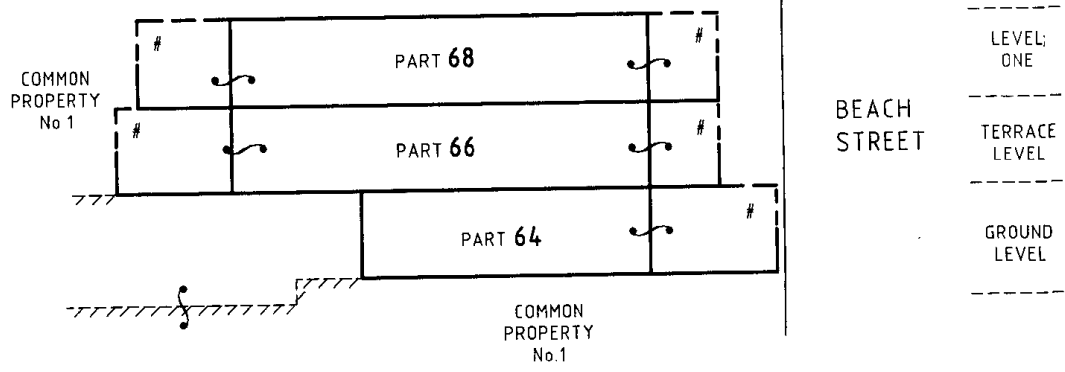 #
PART 68
#
LEVEL;
ONE
COMMON
PROPERTY
No 1
#
PART 66
#
BEACH
STREET
TERRACE
LEVEL
PART 64
#
GROUND
LEVEL
COMMON
PROPERTY
No.1